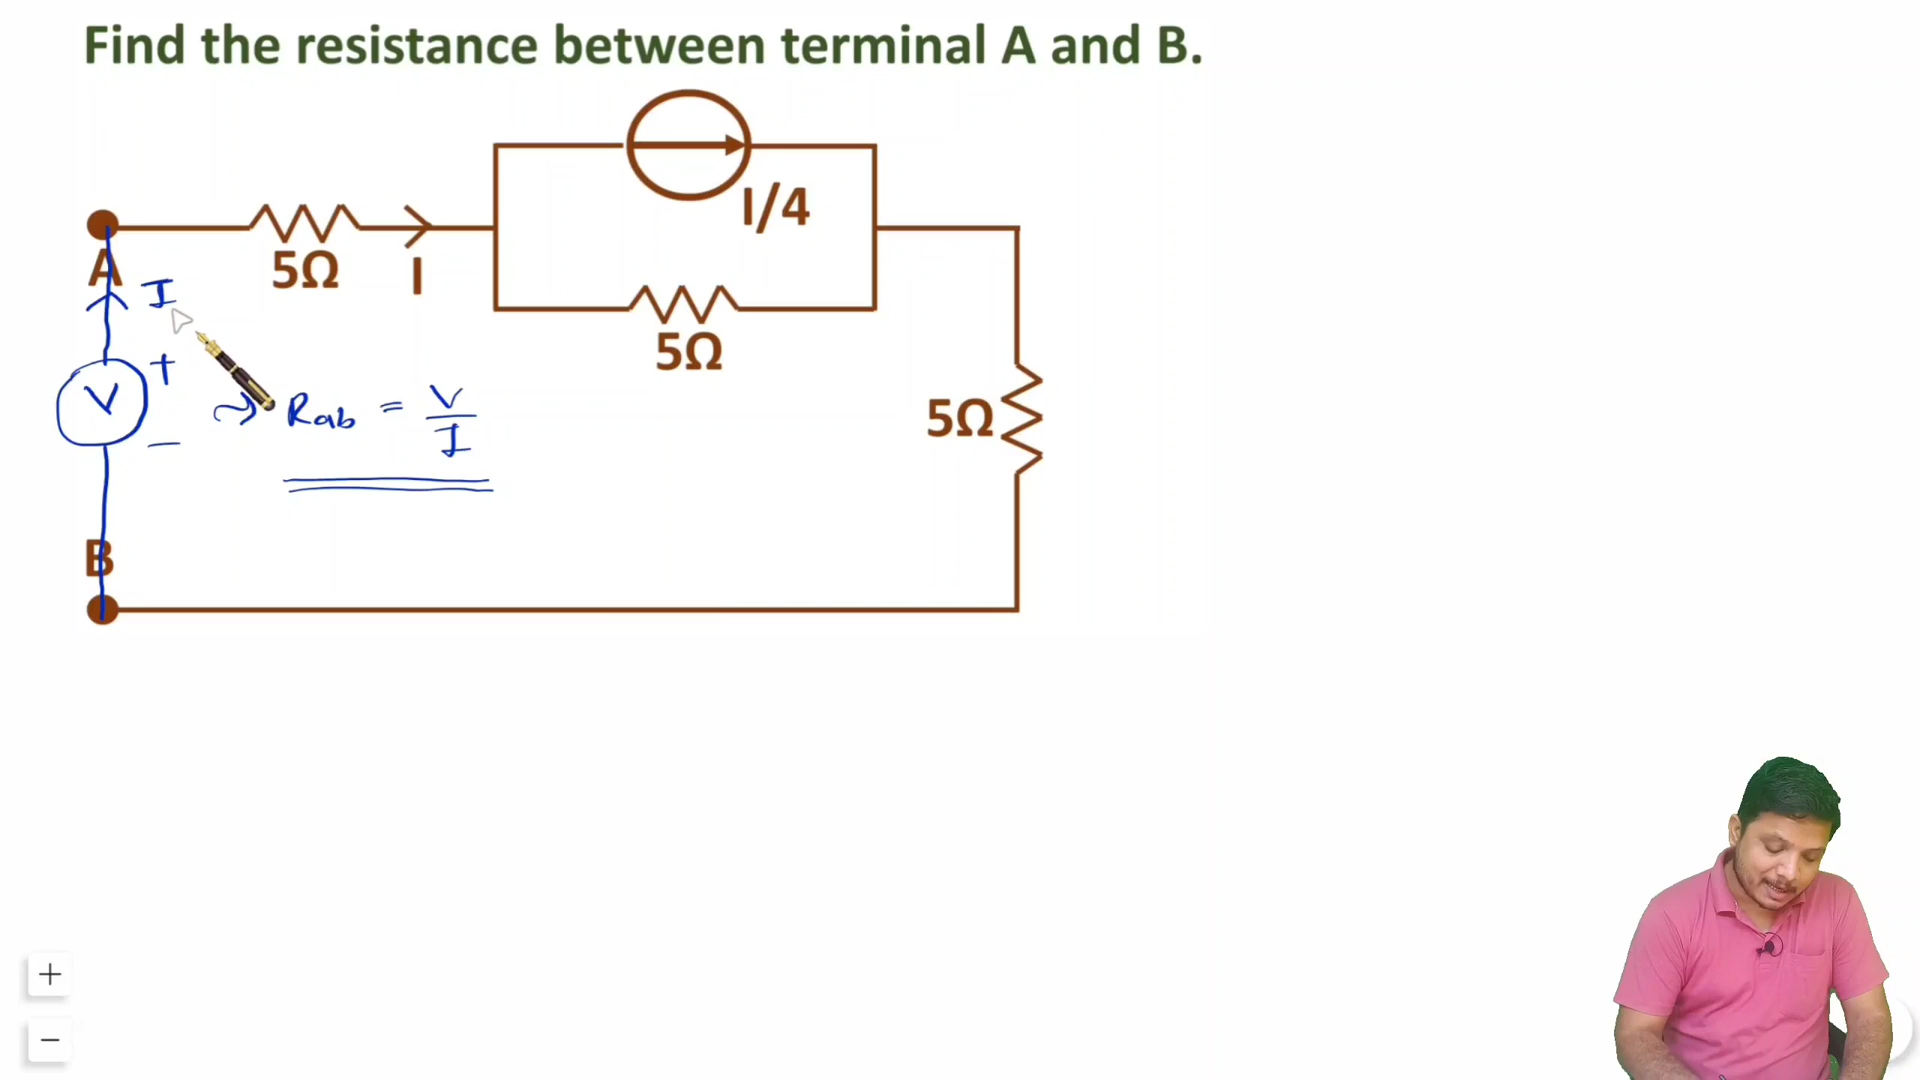 Find the resistance between terminal A and B.
I/4
A
5Ω
I
I
5Ω
V
+
−
Rab = V/I
5Ω
B
+
−